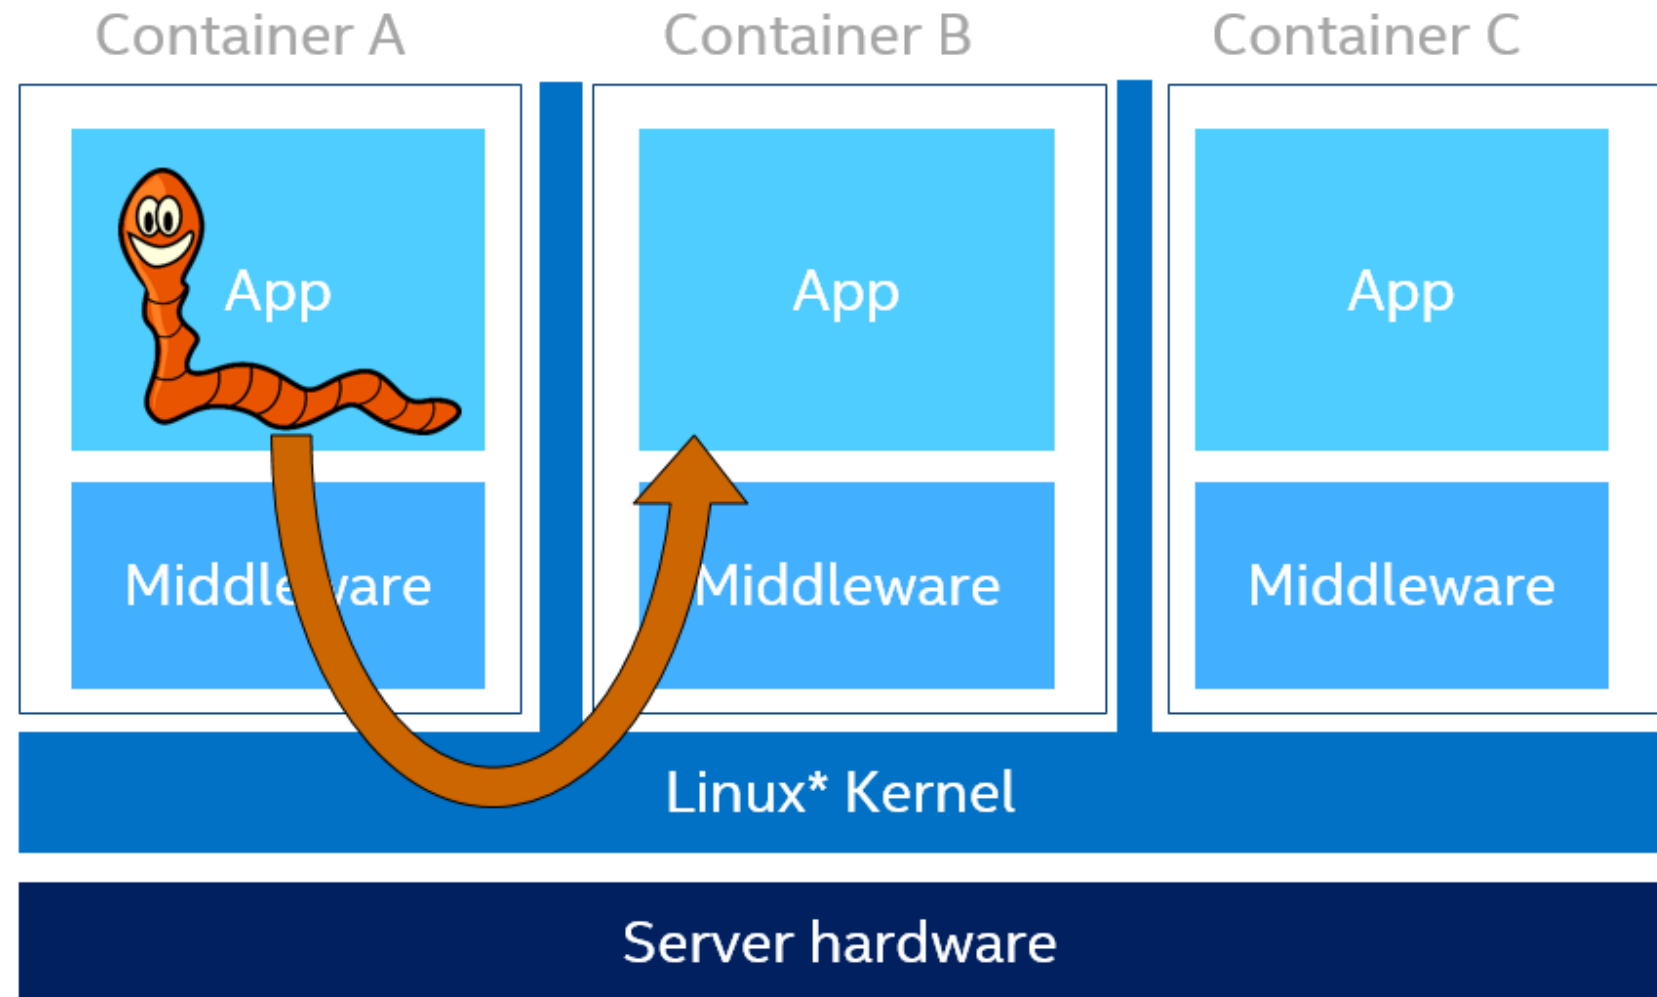 Container A
Container B
Container C
App
App
App
Middleware
Middleware
Middleware
Linux* Kernel
Server hardware